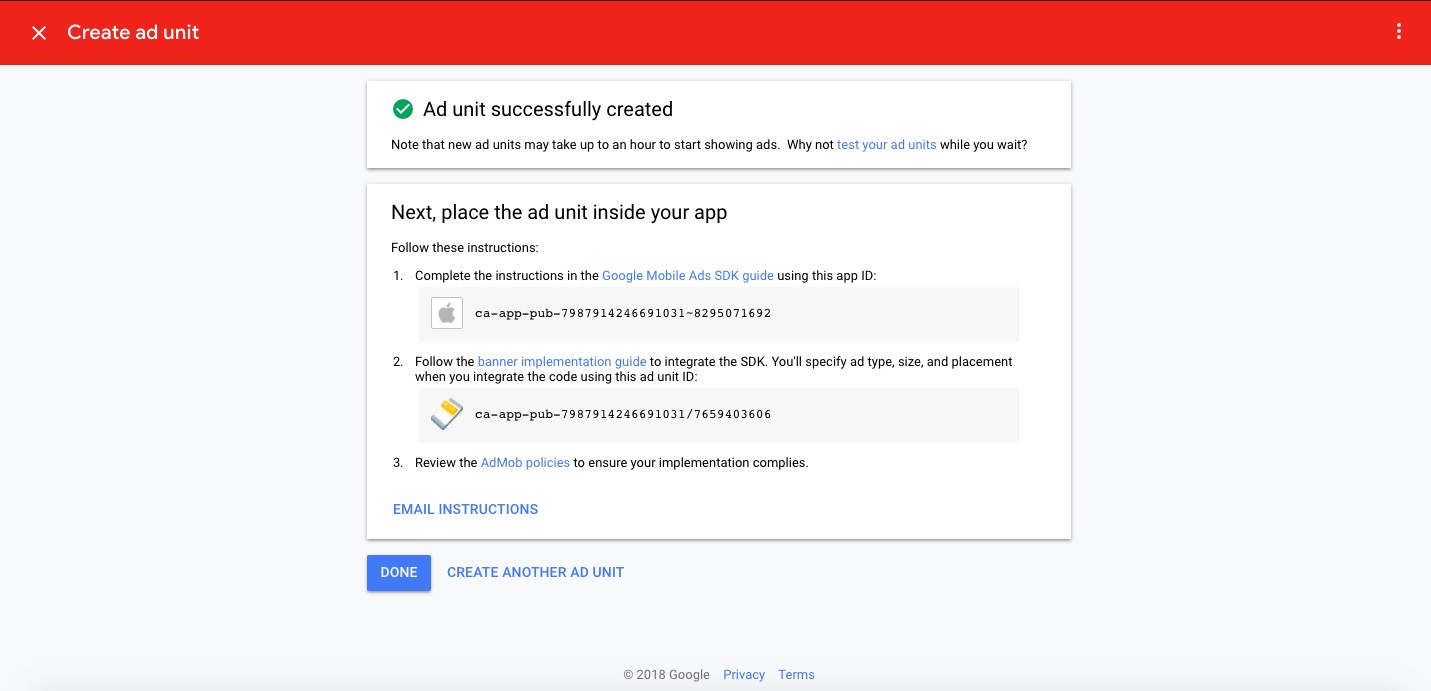 Create ad unit
Ad unit successfully created
Note that new ad units may take up to an hour to start showing ads.  Why not test your ad units while you wait?
Next, place the ad unit inside your app
Follow these instructions:
1. Complete the instructions in the Google Mobile Ads SDK guide using this app ID:
ca-app-pub-7987914246691031~8295071692
2. Follow the banner implementation guide to integrate the SDK. You'll specify ad type, size, and placement
when you integrate the code using this ad unit ID:
ca-app-pub-7987914246691031/7659403606
3. Review the AdMob policies to ensure your implementation complies.
EMAIL INSTRUCTIONS
DONE CREATE ANOTHER AD UNIT
© 2018 Google Privacy Terms